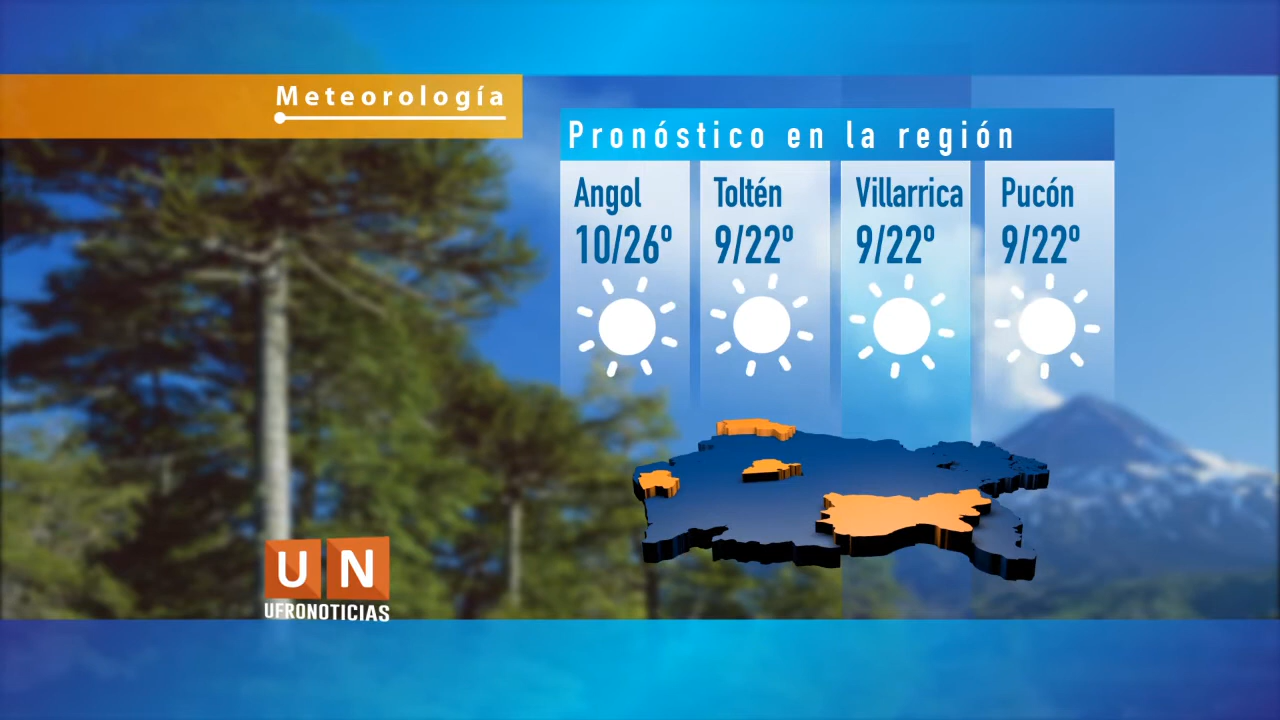 Meteorología
Pronóstico en la región
Angol
10/26º
Toltén
9/22º
Villarrica
9/22º
Pucón
9/22º
UN
UFRONOTICIAS